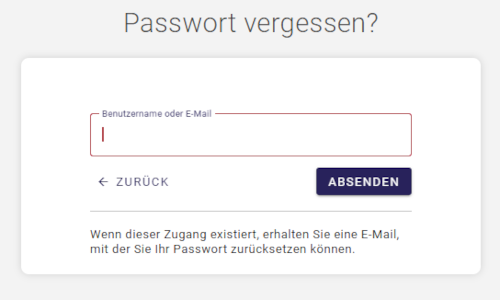 Passwort vergessen?
Benutzername oder E-Mail
ZURÜCK
ABSENDEN
Wenn dieser Zugang existiert, erhalten Sie eine E-Mail,
mit der Sie Ihr Passwort zurücksetzen können.